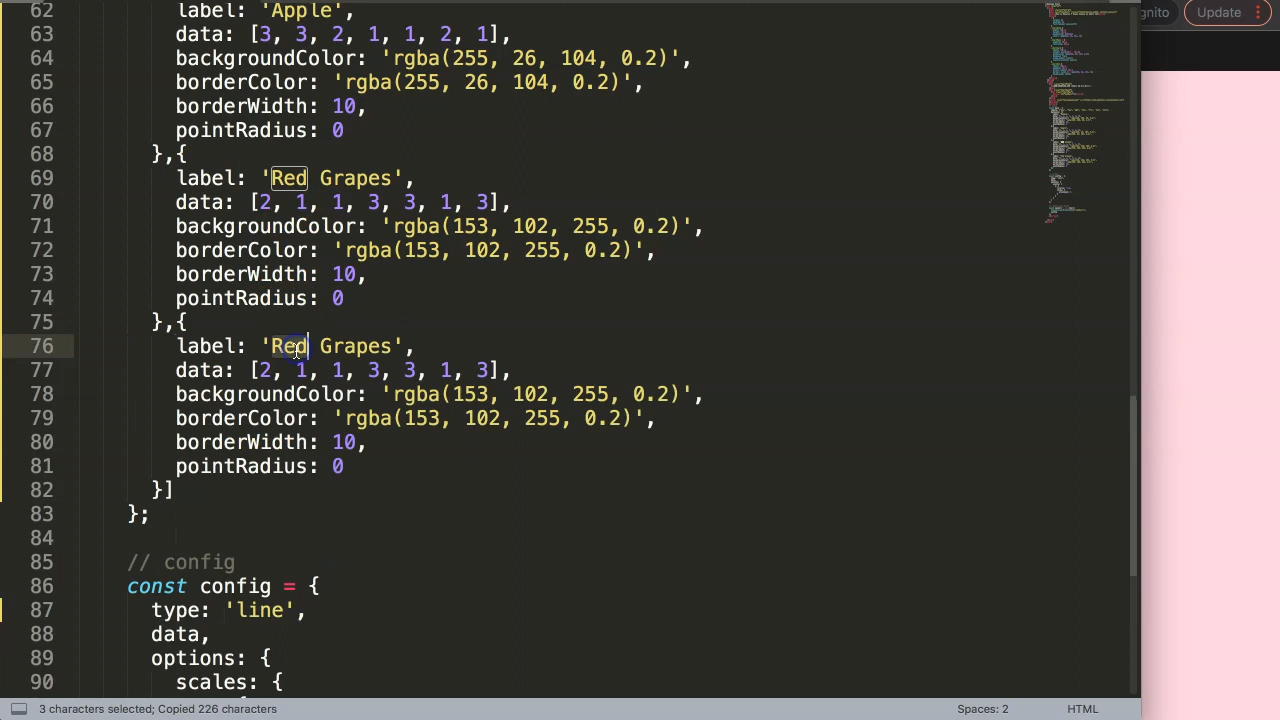 62 label: 'Apple',
63 data: [3, 3, 2, 1, 1, 2, 1],
64 backgroundColor: 'rgba(255, 26, 104, 0.2)',
65 borderColor: 'rgba(255, 26, 104, 0.2)',
66 borderWidth: 10,
67 pointRadius: 0
68 },{
69 label: 'Red Grapes',
70 data: [2, 1, 1, 3, 3, 1, 3],
71 backgroundColor: 'rgba(153, 102, 255, 0.2)',
72 borderColor: 'rgba(153, 102, 255, 0.2)',
73 borderWidth: 10,
74 pointRadius: 0
75 },{
76 label: 'Red Grapes',
77 data: [2, 1, 1, 3, 3, 1, 3],
78 backgroundColor: 'rgba(153, 102, 255, 0.2)',
79 borderColor: 'rgba(153, 102, 255, 0.2)',
80 borderWidth: 10,
81 pointRadius: 0
82 }]
83 };
84
85 // config
86 const config = {
87 type: 'line',
88 data,
89 options: {
90 scales: {
gnito Update
3 characters selected; Copied 226 characters Spaces: 2 HTML